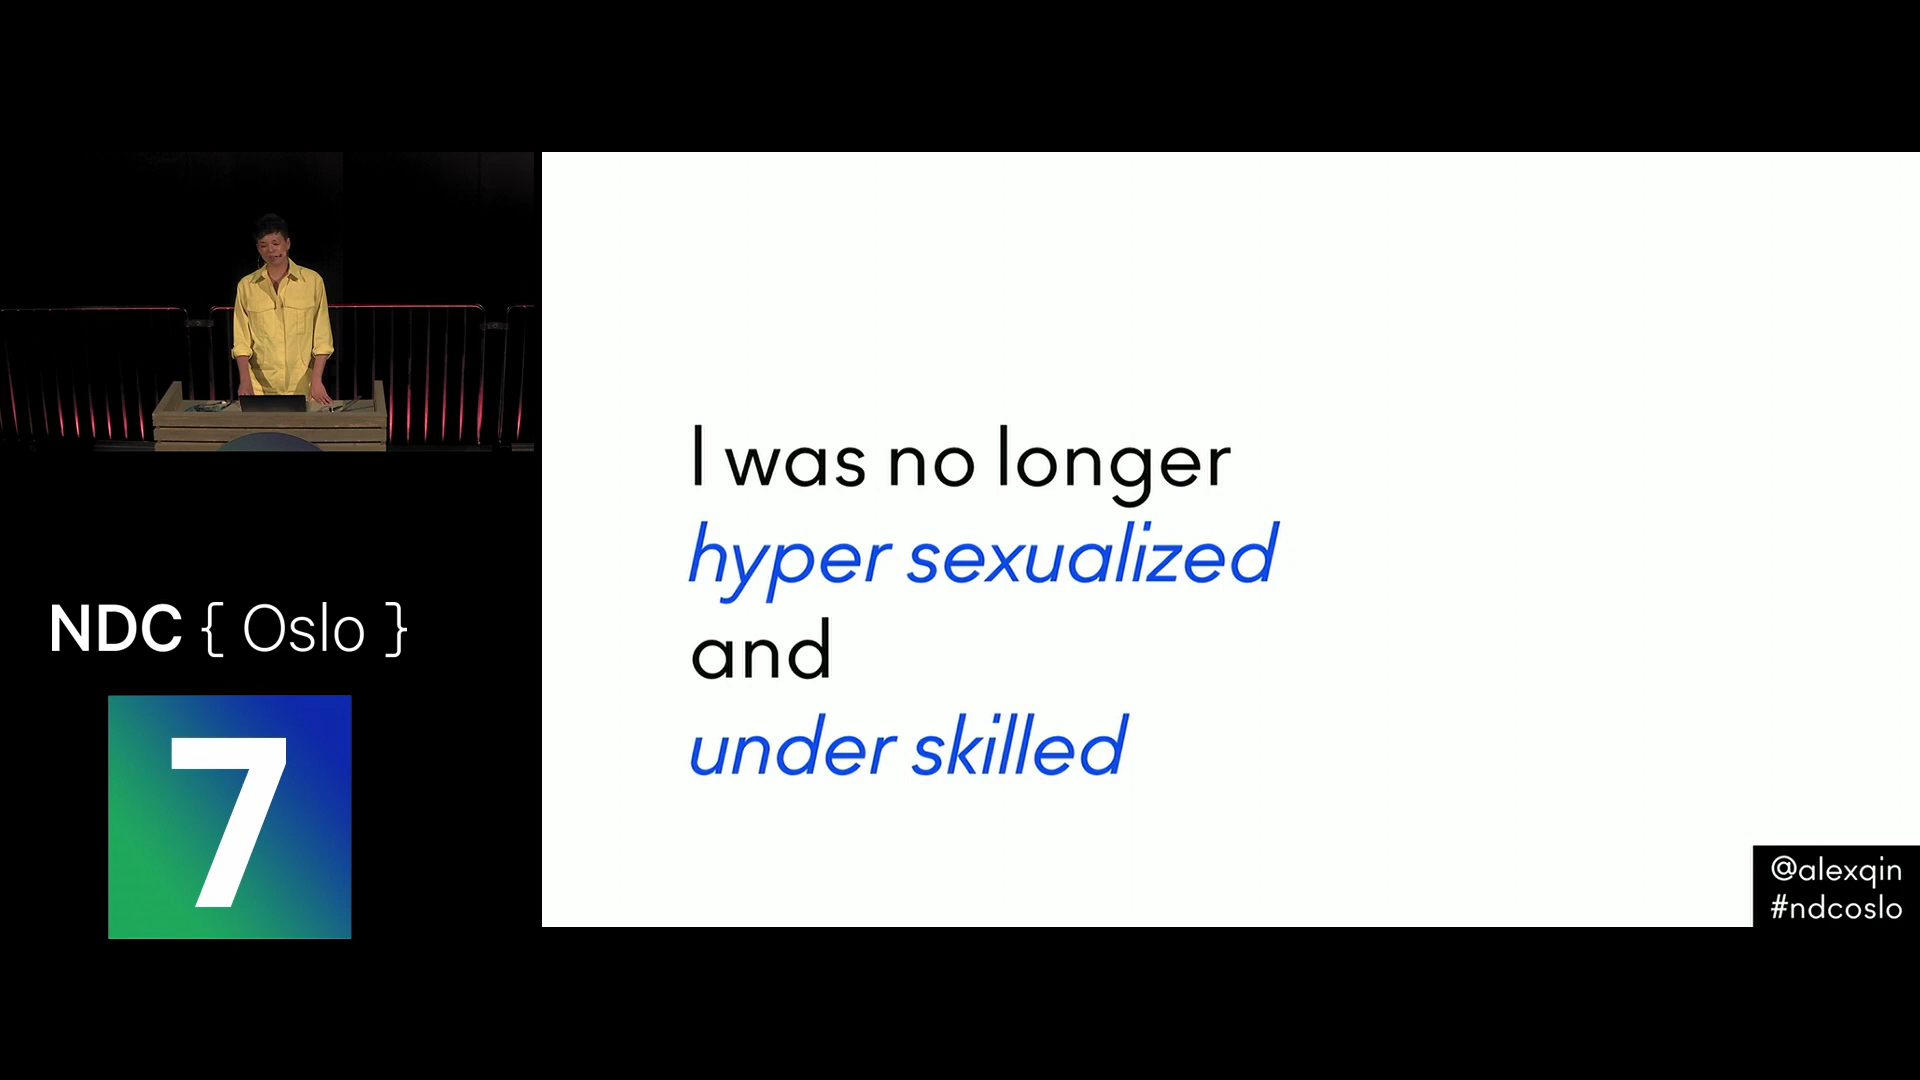 NDC { Oslo }
7
I was no longer
hyper sexualized
and
under skilled
@alexqin
#ndcoslo